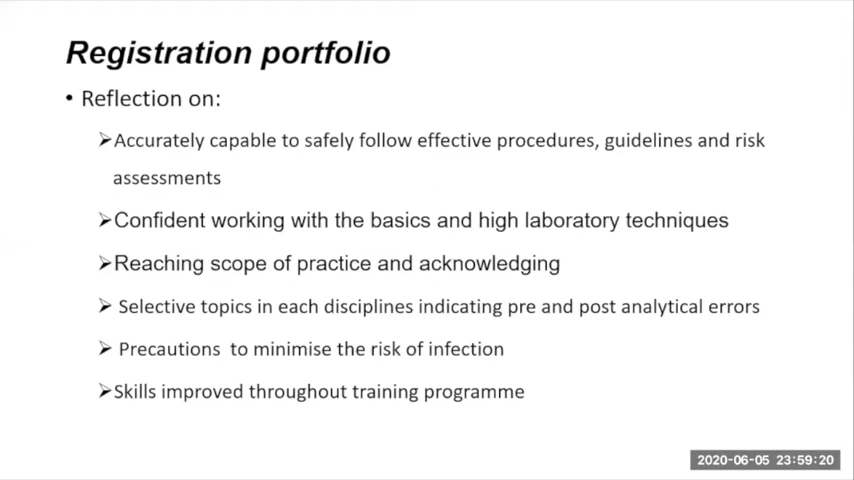 Registration portfolio
• Reflection on:
➢Accurately capable to safely follow effective procedures, guidelines and risk
assessments
➢Confident working with the basics and high laboratory techniques
➢Reaching scope of practice and acknowledging
➢ Selective topics in each disciplines indicating pre and post analytical errors
➢ Precautions  to minimise the risk of infection
➢Skills improved throughout training programme
2020-06-05 23:59:20